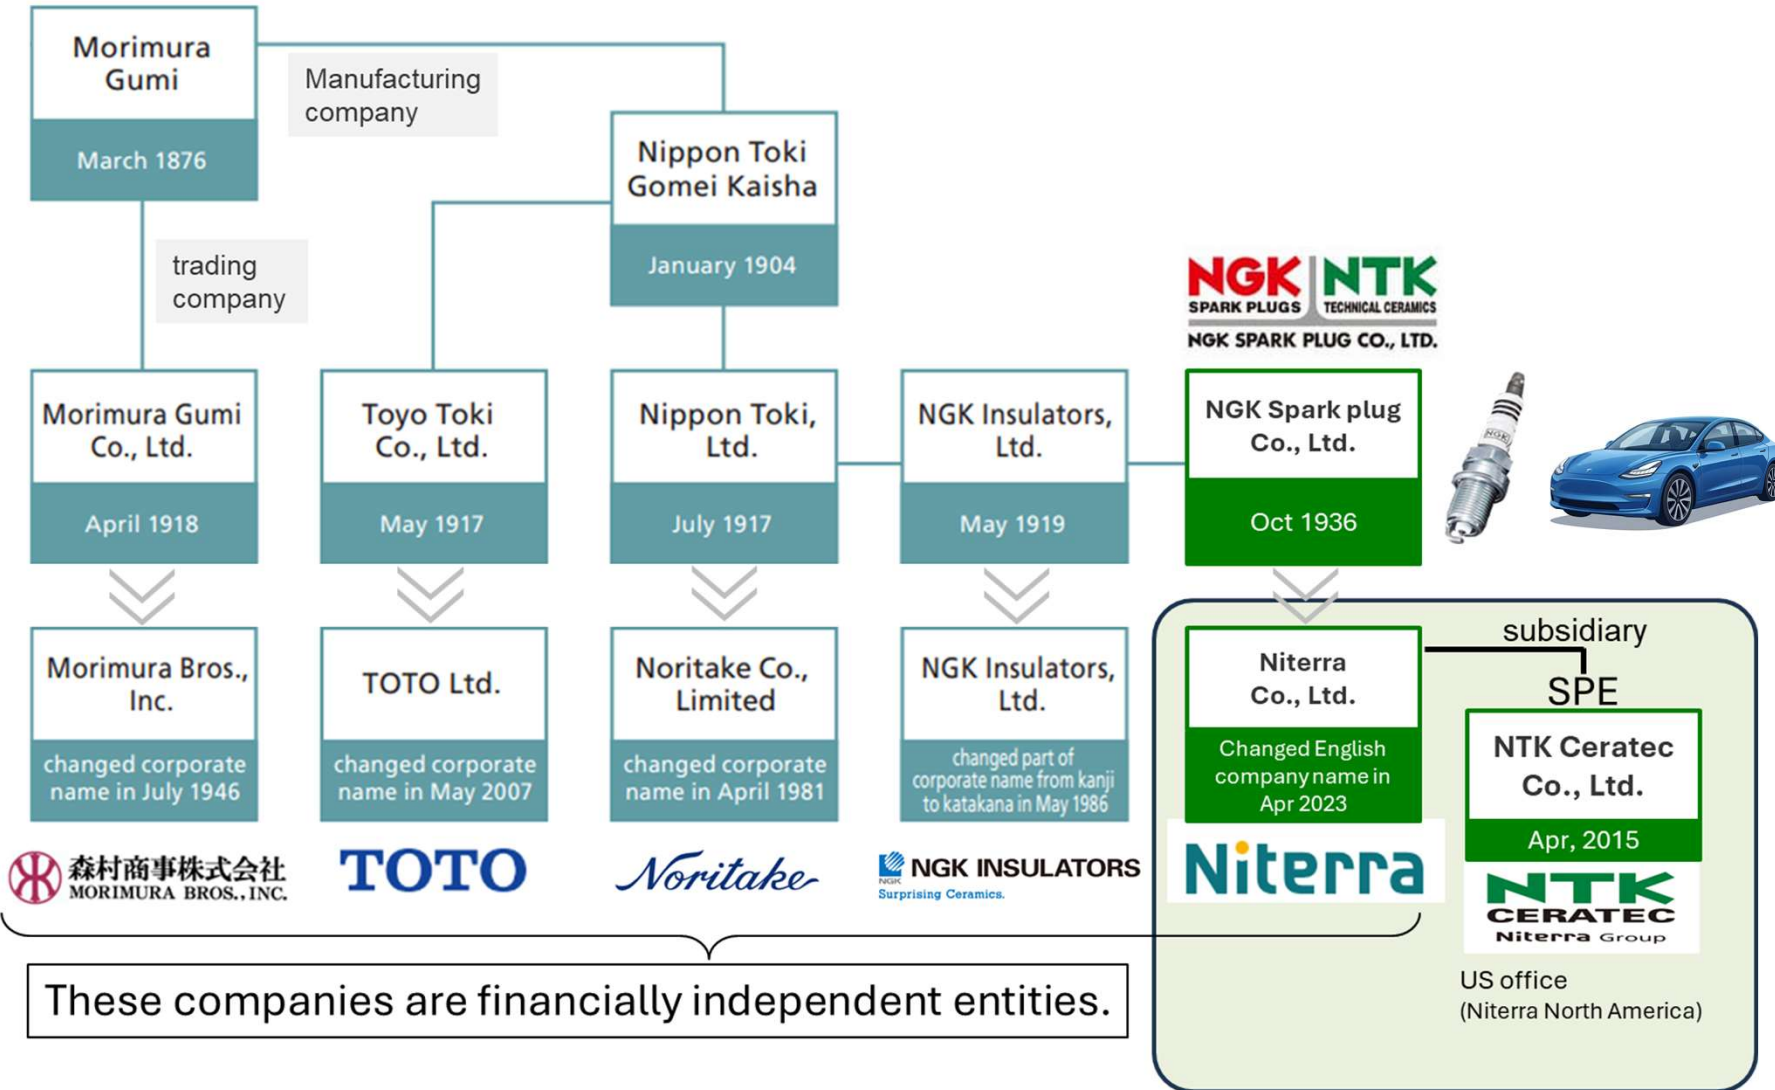 Morimura
Gumi
March 1876
Manufacturing
company
Nippon Toki
Gomei Kaisha
January 1904
trading
company
NGK NTK
SPARK PLUGS TECHNICAL CERAMICS
NGK SPARK PLUG CO., LTD.
Morimura Gumi
Co., Ltd.
April 1918
Toyo Toki
Co., Ltd.
May 1917
Nippon Toki,
Ltd.
July 1917
NGK Insulators,
Ltd.
May 1919
NGK Spark plug
Co., Ltd.
Oct 1936
NGK
Morimura Bros.,
Inc.
changed corporate
name in July 1946
TOTO Ltd.
changed corporate
name in May 2007
Noritake Co.,
Limited
changed corporate
name in April 1981
NGK Insulators,
Ltd.
changed part of
corporate name from kanji
to katakana in May 1986
Niterra
Co., Ltd.
Changed English
company name in
Apr 2023
subsidiary
SPE
NTK Ceratec
Co., Ltd.
Apr, 2015
森村商事株式会社
MORIMURA BROS., INC.
TOTO
Noritake
NGK
NGK INSULATORS
Surprising Ceramics.
Niterra
NTK
CERATEC
Niterra Group
US office
(Niterra North America)
These companies are financially independent entities.